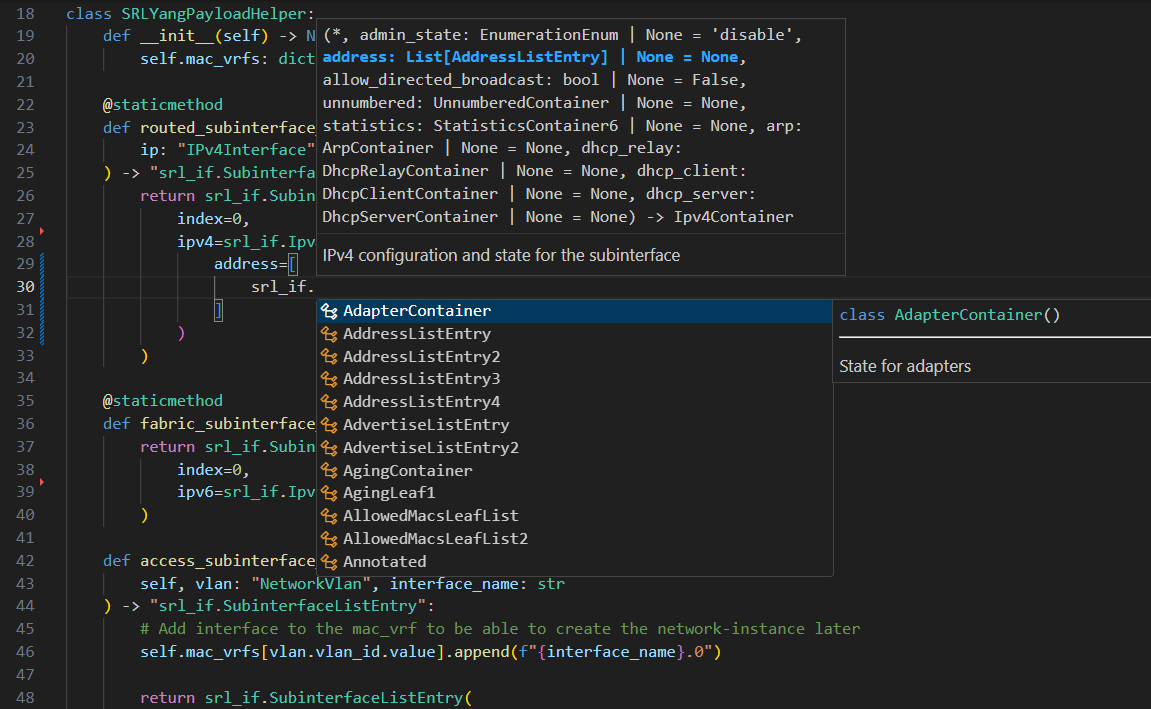 18 class SRLYangPayloadHelper:
19 def __init__(self) -> N
20 self.mac_vrfs: dict
21
22 @staticmethod
23 def routed_subinterface_
24 ip: "IPv4Interface"
25 ) -> "srl_if.Subinterfa
26 return srl_if.Subin
27 index=0,
28 ipv4=srl_if.Ipv
29 address=[
30 srl_if.
31 ]
32 )
33 )
34
35 @staticmethod
36 def fabric_subinterface_
37 return srl_if.Subin
38 index=0,
39 ipv6=srl_if.Ipv
40 )
41
42 def access_subinterface_
43 self, vlan: "NetworkVlan", interface_name: str
44 ) -> "srl_if.SubinterfaceListEntry":
45 # Add interface to the mac_vrf to be able to create the network-instance later
46 self.mac_vrfs[vlan.vlan_id.value].append(f"{interface_name}.0")
47
48 return srl_if.SubinterfaceListEntry(
(*, admin_state: EnumerationEnum | None = 'disable',
address: List[AddressListEntry] | None = None,
allow_directed_broadcast: bool | None = False,
unnumbered: UnnumberedContainer | None = None,
statistics: StatisticsContainer6 | None = None, arp:
ArpContainer | None = None, dhcp_relay:
DhcpRelayContainer | None = None, dhcp_client:
DhcpClientContainer | None = None, dhcp_server:
DhcpServerContainer | None = None) -> Ipv4Container
IPv4 configuration and state for the subinterface
AdapterContainer
AddressListEntry
AddressListEntry2
AddressListEntry3
AddressListEntry4
AdvertiseListEntry
AdvertiseListEntry2
AgingContainer
AgingLeaf1
AllowedMacsLeafList
AllowedMacsLeafList2
Annotated
class AdapterContainer()
State for adapters